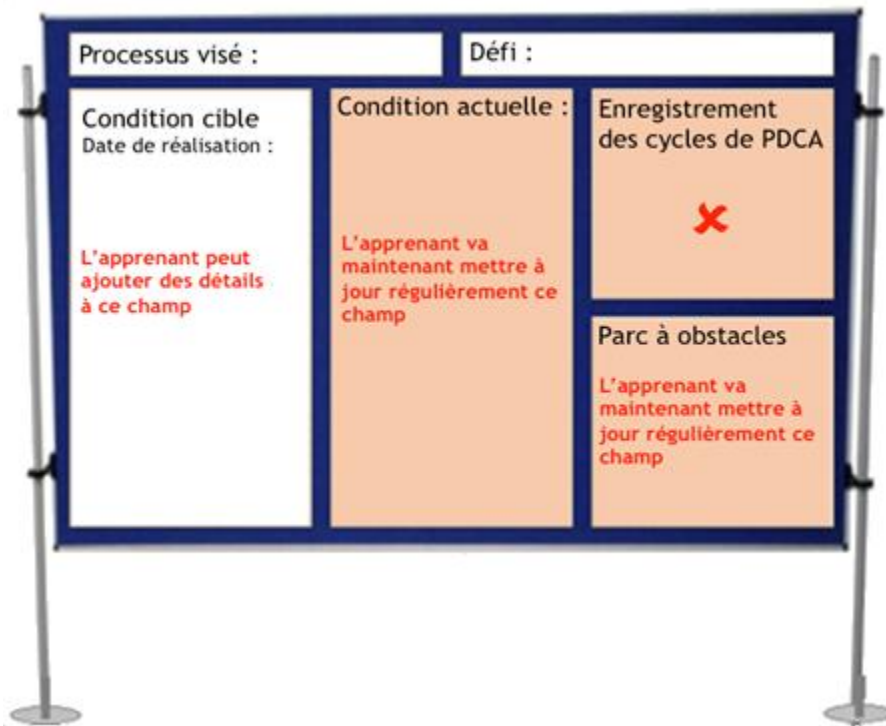 Processus visé :
Défi :
Condition cible
Date de réalisation :
L'apprenant peut
ajouter des détails
à ce champ
Condition actuelle :
L'apprenant va
maintenant mettre à
jour régulièrement ce
champ
Enregistrement
des cycles de PDCA
Parc à obstacles
L'apprenant va
maintenant mettre à
jour régulièrement ce
champ